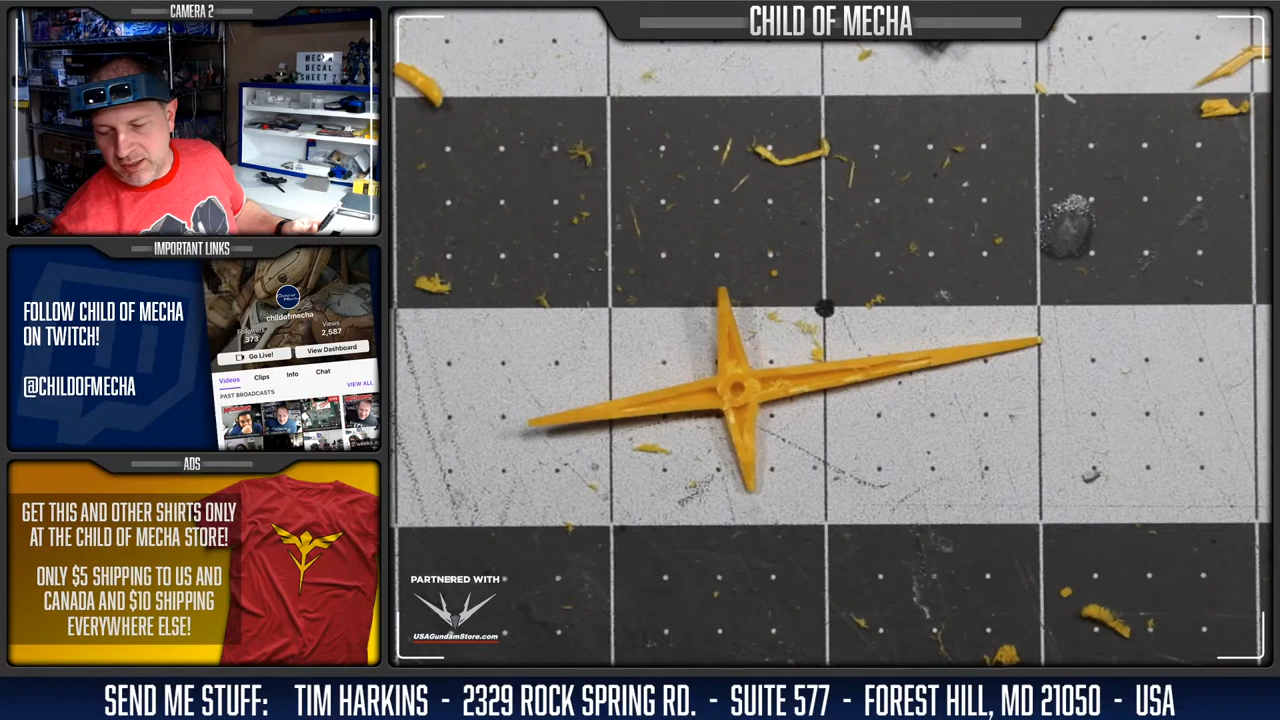 CAMERA 2
CHILD OF MECHA
MECHA
DECAL
SHEET ?
IMPORTANT LINKS
FOLLOW CHILD OF MECHA
ON TWITCH!
@CHILDOFMECHA
childofmecha
Followers
373
Views
2,587
Go Live!
View Dashboard
Videos
Clips
Info
Chat
PAST BROADCASTS
VIEW ALL
ADS
GET THIS AND OTHER SHIRTS ONLY
AT THE CHILD OF MECHA STORE!
ONLY $5 SHIPPING TO US AND
CANADA AND $10 SHIPPING
EVERYWHERE ELSE!
PARTNERED WITH
USAGundamStore.com
SEND ME STUFF: TIM HARKINS - 2329 ROCK SPRING RD. - SUITE 577 - FOREST HILL, MD 21050 - USA